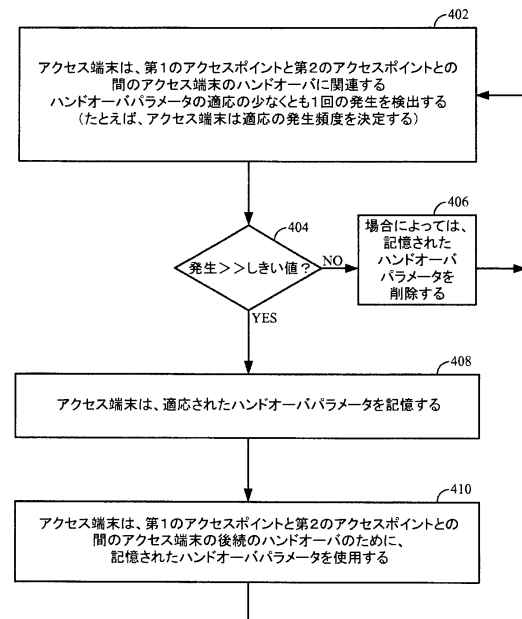 402
アクセス端末は、第1のアクセスポイントと第2のアクセスポイントとの
間のアクセス端末のハンドオーバに関連する
ハンドオーバパラメータの適応の少なくとも1回の発生を検出する
(たとえば、アクセス端末は適応の発生頻度を決定する)
404
発生>>しきい値?
NO
YES
406
場合によっては、
記憶された
ハンドオーバ
パラメータを
削除する
408
アクセス端末は、適応されたハンドオーバパラメータを記憶する
410
アクセス端末は、第1のアクセスポイントと第2のアクセスポイントとの
間のアクセス端末の後続のハンドオーバのために、
記憶されたハンドオーバパラメータを使用する